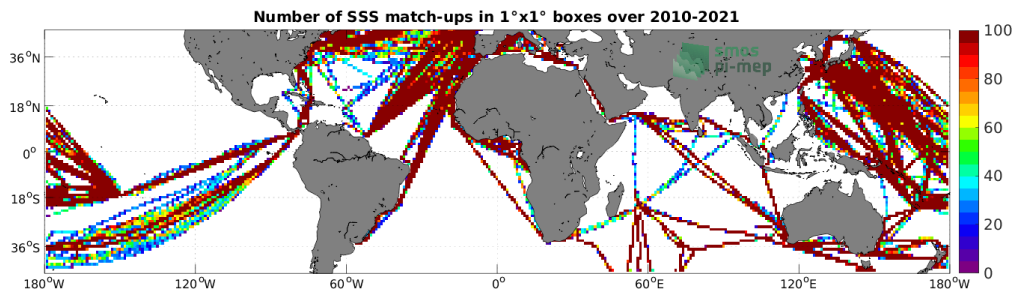 Number of SSS match-ups in 1°x1° boxes over 2010-2021
smos
pi-mep
36°N
18°N
0°
18°S
36°S
180°W
120°W
60°W
0°
60°E
120°E
180°W
100
80
60
40
20
0